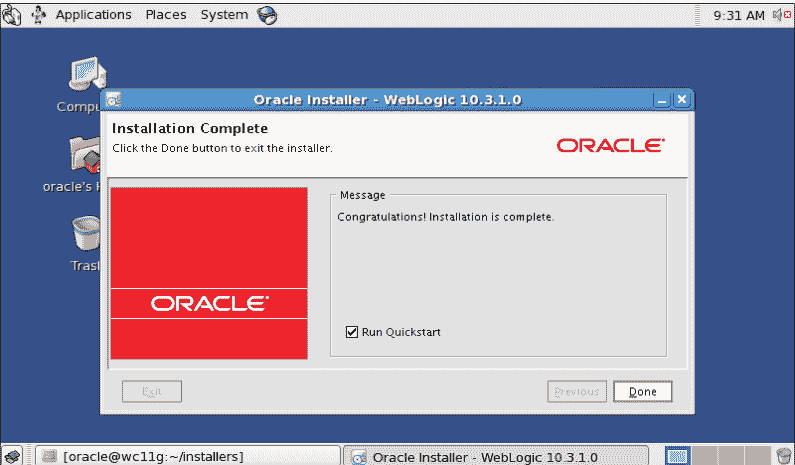 Applications Places System
9:31 AM
Compu
oracle's H
Trash
Oracle Installer - WebLogic 10.3.1.0
Installation Complete
Click the Done button to exit the installer.
ORACLE
Message
Congratulations! Installation is complete.
ORACLE
Run Quickstart
Exit
Previous
Done
[oracle@wc11g:~/installers]
Oracle Installer - WebLogic 10.3.1.0